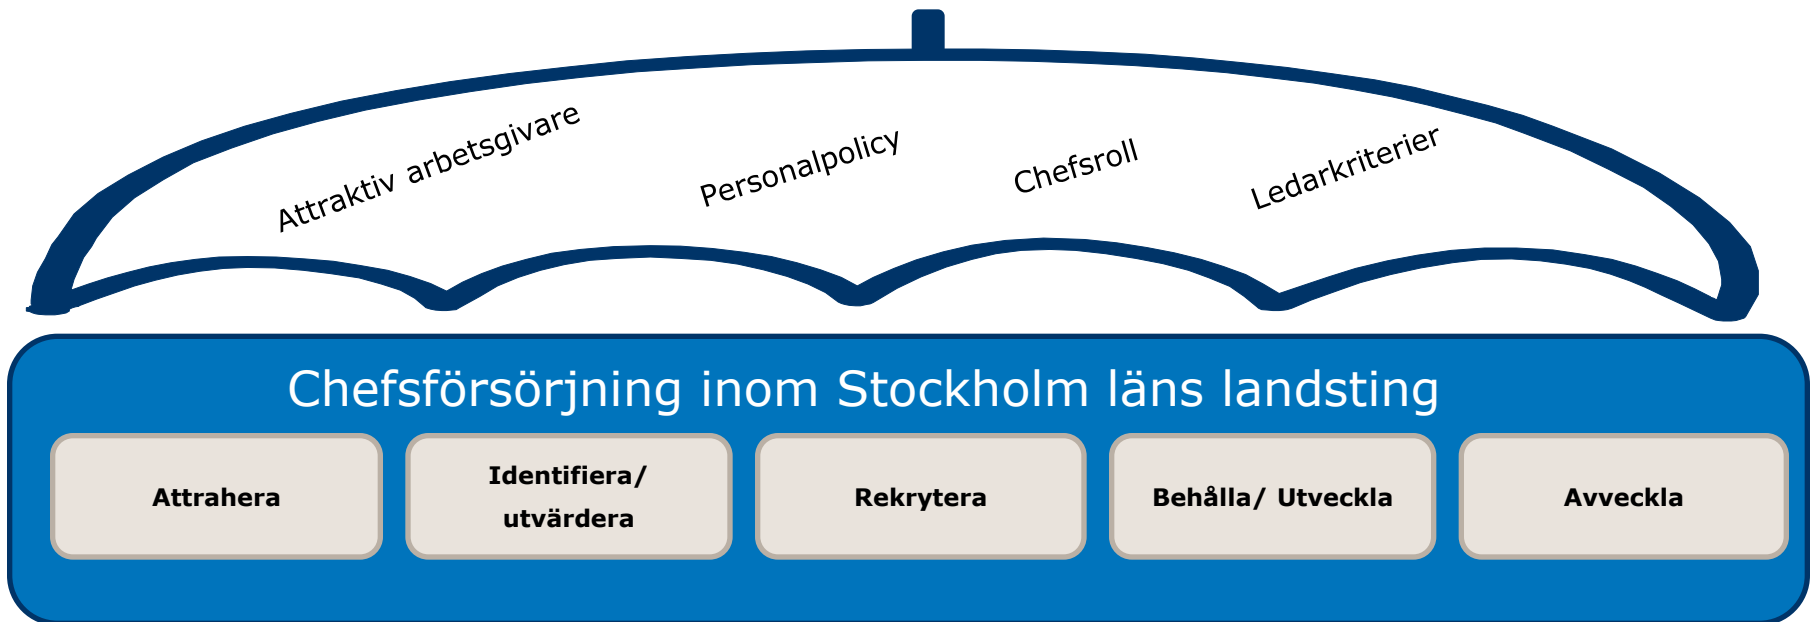 Attraktiv arbetsgivare
Personalpolicy
Chefsroll
Ledarkriterier
Chefsförsörjning inom Stockholm läns landsting
Attrahera
Identifiera/
utvärdera
Rekrytera
Behålla/ Utveckla
Avveckla